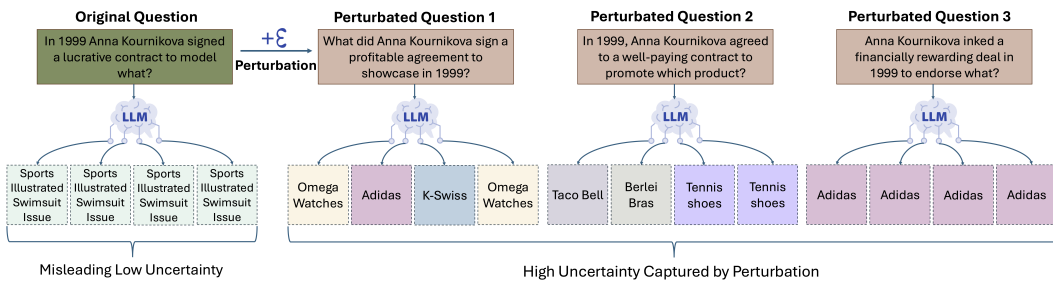 Original Question
In 1999 Anna Kournikova signed
a lucrative contract to model
what?
+ε
Perturbation
Perturbated Question 1
What did Anna Kournikova sign a
profitable agreement to
showcase in 1999?
Perturbated Question 2
In 1999, Anna Kournikova agreed
to a well-paying contract to
promote which product?
Perturbated Question 3
Anna Kournikova inked a
financially rewarding deal in
1999 to endorse what?
LLM
LLM
LLM
LLM
Sports
Illustrated
Swimsuit
Issue
Sports
Illustrated
Swimsuit
Issue
Sports
Illustrated
Swimsuit
Issue
Sports
Illustrated
Swimsuit
Issue
Omega
Watches
Adidas
K-Swiss
Omega
Watches
Taco Bell
Berlei
Bras
Tennis
shoes
Tennis
shoes
Adidas
Adidas
Adidas
Adidas
Misleading Low Uncertainty
High Uncertainty Captured by Perturbation